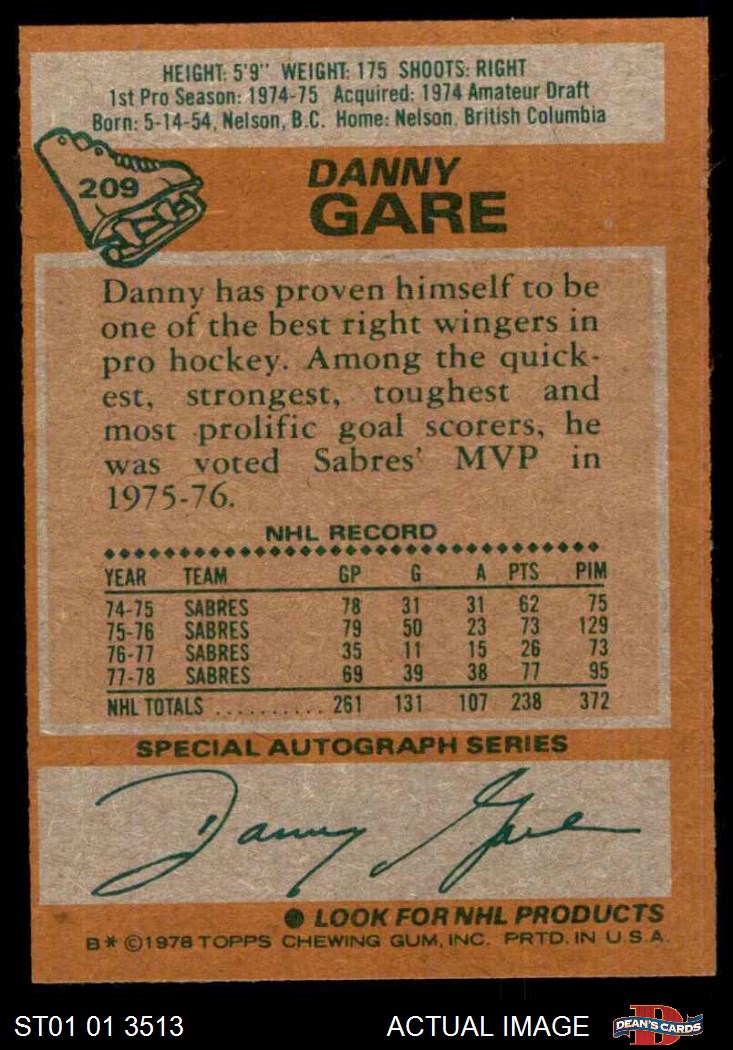 HEIGHT: 5'9" WEIGHT: 175 SHOOTS: RIGHT
1st Pro Season: 1974-75 Acquired: 1974 Amateur Draft
Born: 5-14-54, Nelson, B.C. Home: Nelson, British Columbia
209
DANNY
GARE
Danny has proven himself to be
one of the best right wingers in
pro hockey. Among the quick-
est, strongest, toughest and
most prolific goal scorers, he
was voted Sabres' MVP in
1975-76.
NHL RECORD
YEAR TEAM GP G A PTS PIM
74-75 SABRES 78 31 31 62 75
75-76 SABRES 79 50 23 73 129
76-77 SABRES 35 11 15 26 73
77-78 SABRES 69 39 38 77 95
NHL TOTALS .......... 261 131 107 238 372
SPECIAL AUTOGRAPH SERIES
Danny Gare
● LOOK FOR NHL PRODUCTS
B* ©1978 TOPPS CHEWING GUM, INC. PRTD. IN U.S.A.
ST01 01 3513 ACTUAL IMAGE DEAN'S CARDS